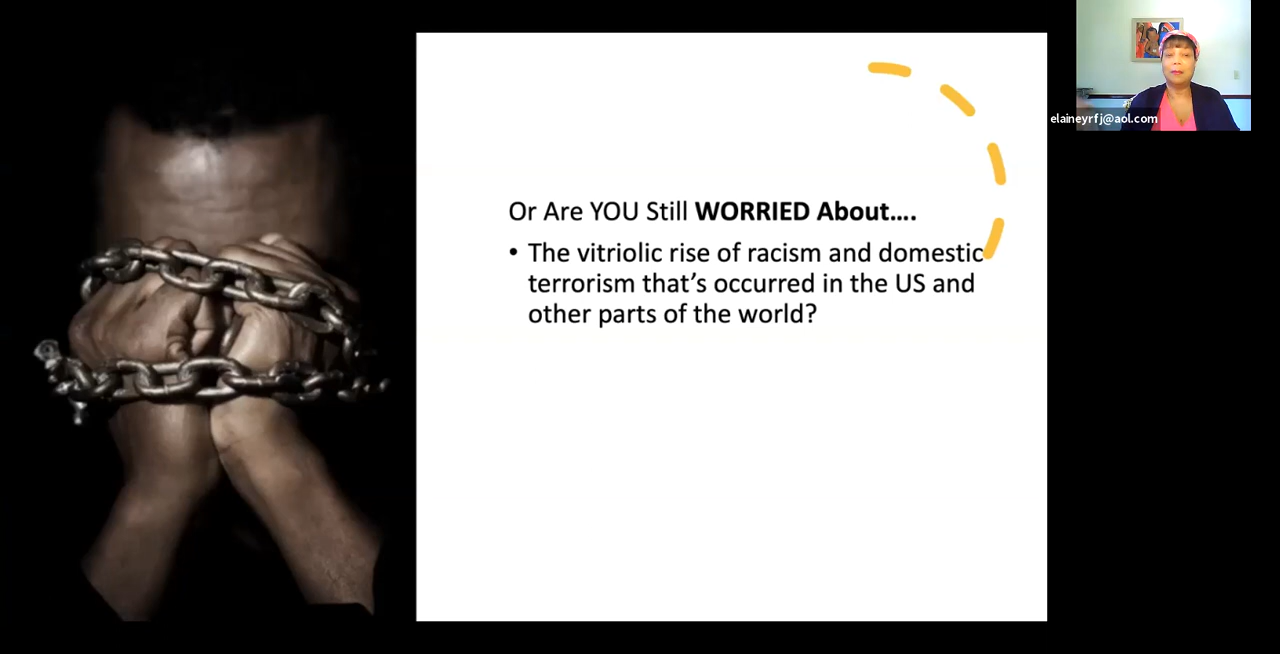 Or Are YOU Still WORRIED About....
• The vitriolic rise of racism and domestic
terrorism that’s occurred in the US and
other parts of the world?
elaineyrfj@aol.com